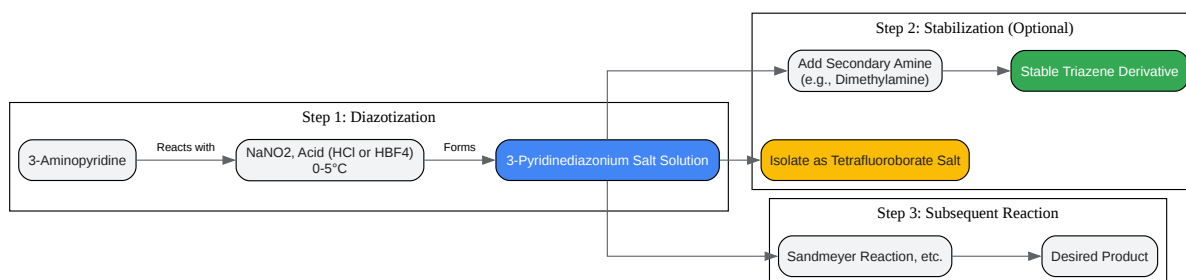 Step 2: Stabilization (Optional)
Add Secondary Amine
(e.g., Dimethylamine)
Stable Triazene Derivative
Step 1: Diazotization
3-Aminopyridine
Reacts with
NaNO2, Acid (HCl or HBF4)
0-5°C
Forms
3-Pyridinediazonium Salt Solution
Isolate as Tetrafluoroborate Salt
Step 3: Subsequent Reaction
Sandmeyer Reaction, etc.
Desired Product